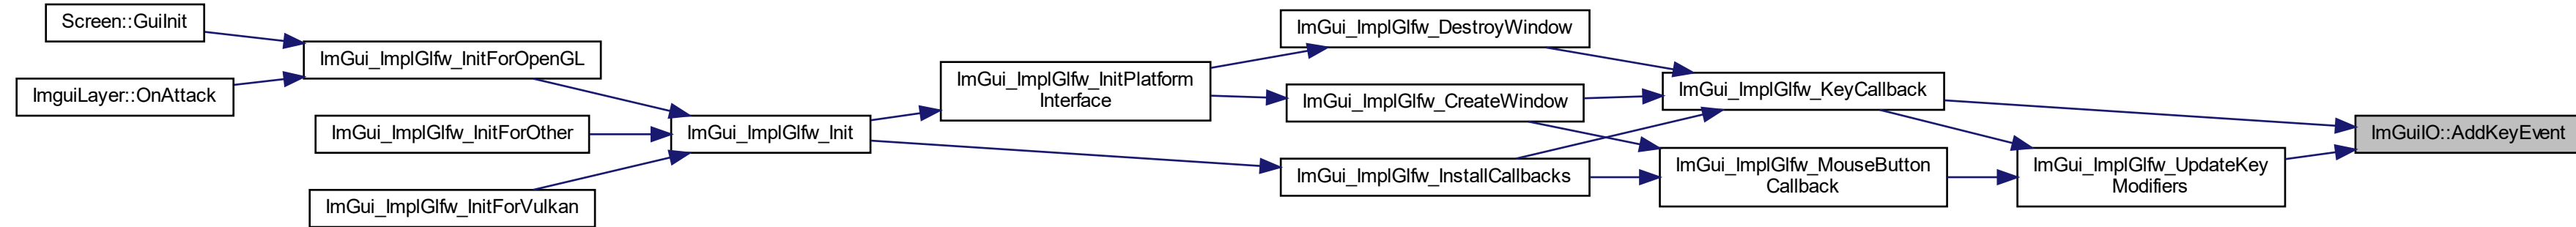 Screen::GuiInit
ImguiLayer::OnAttack
ImGui_ImplGlfw_InitForOpenGL
ImGui_ImplGlfw_InitForOther
ImGui_ImplGlfw_InitForVulkan
ImGui_ImplGlfw_Init
ImGui_ImplGlfw_InitPlatform
Interface
ImGui_ImplGlfw_DestroyWindow
ImGui_ImplGlfw_CreateWindow
ImGui_ImplGlfw_InstallCallbacks
ImGui_ImplGlfw_KeyCallback
ImGui_ImplGlfw_MouseButton
Callback
ImGui_ImplGlfw_UpdateKey
Modifiers
ImGuiIO::AddKeyEvent